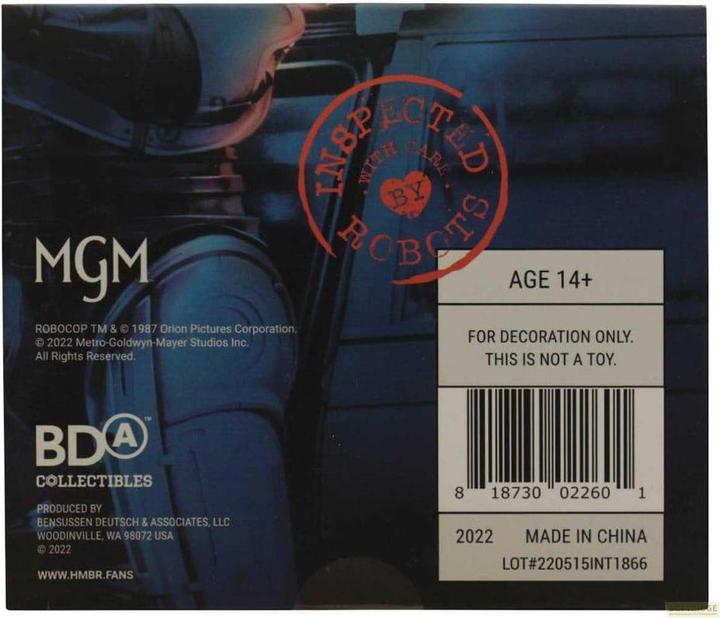 INSPECTED
WITH CARE
BY
ROBOTS
MGM
ROBOCOP TM & © 1987 Orion Pictures Corporation.
© 2022 Metro-Goldwyn-Mayer Studios Inc.
All Rights Reserved.
BDA™
COLLECTIBLES
PRODUCED BY
BENSUSSEN DEUTSCH & ASSOCIATES, LLC
WOODINVILLE, WA 98072 USA
© 2022
WWW.HMBR.FANS
AGE 14+
FOR DECORATION ONLY.
THIS IS NOT A TOY.
8 18730 02260 1
2022 MADE IN CHINA
LOT#220515INT1866